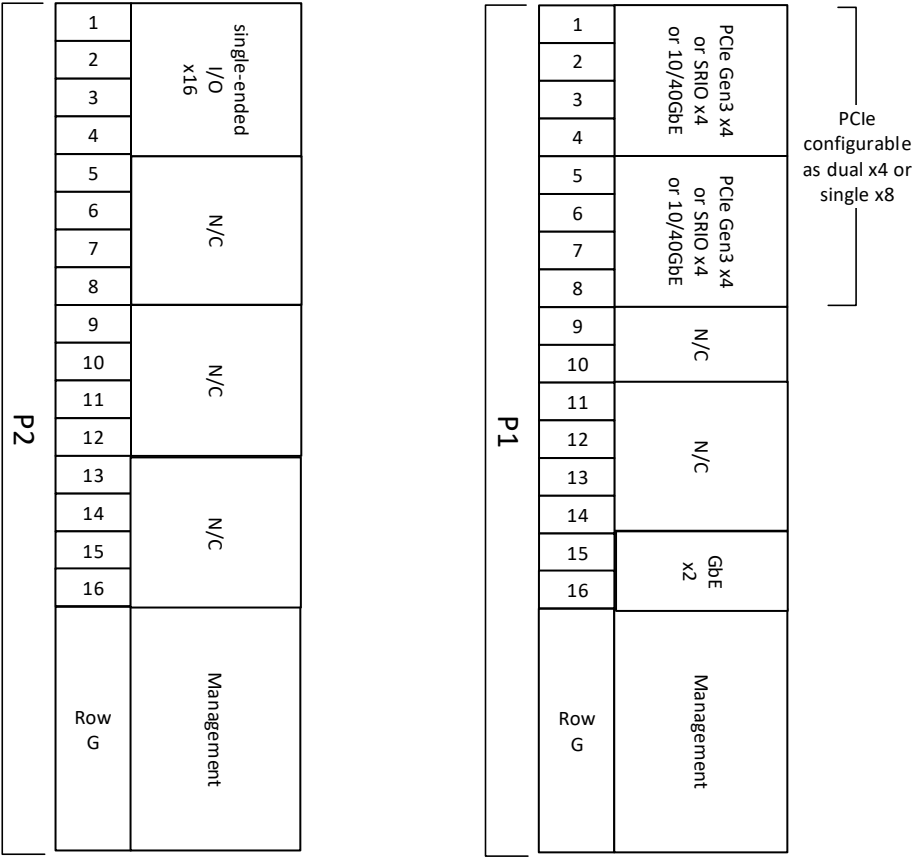 P2
1
2
3
4
single-ended
I/O
x16
5
6
7
8
N/C
9
10
11
12
N/C
13
14
15
16
N/C
Row
G
Management
P1
1
2
3
4
PCIe Gen3 x4
or SRIO x4
or 10/40GbE
5
6
7
8
PCIe Gen3 x4
or SRIO x4
or 10/40GbE
PCIe
configurable
as dual x4 or
single x8
9
10
N/C
11
12
13
14
N/C
15
16
GbE
x2
Row
G
Management